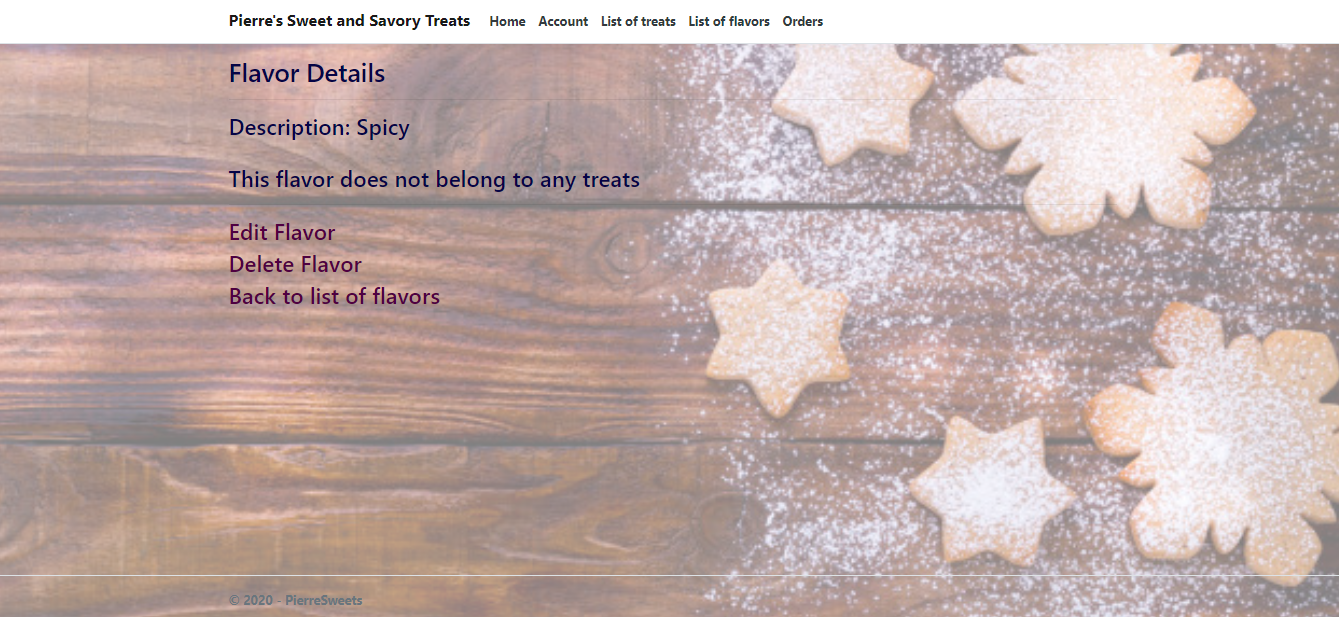 Pierre's Sweet and Savory Treats Home Account List of treats List of flavors Orders
Flavor Details
Description: Spicy
This flavor does not belong to any treats
Edit Flavor
Delete Flavor
Back to list of flavors
© 2020 - PierreSweets